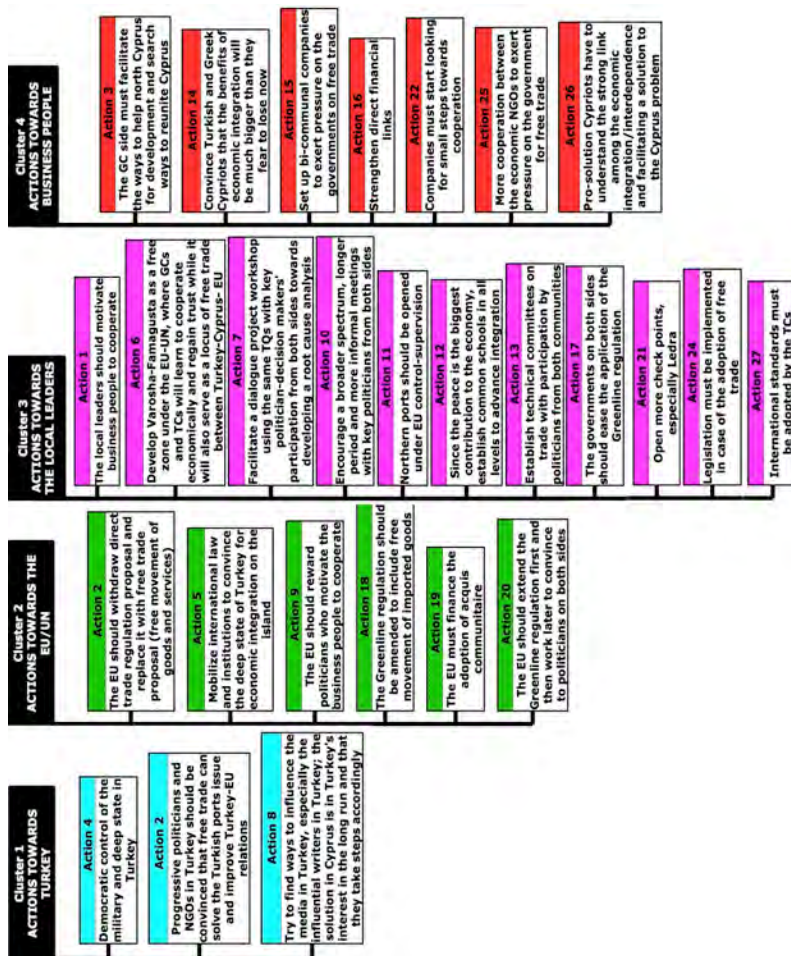 Cluster 1
ACTIONS TOWARDS
TURKEY
Action 4
Democratic control of the
military and deep state in
Turkey
Action 2
Progressive politicians and
NGOs in Turkey should be
convinced that free trade can
solve the Turkish ports issue
and improve Turkey-EU
relations
Action 8
Try to find ways to influence the
media in Turkey, especially the
influential writers in Turkey; the
solution in Cyprus is in Turkey's
interest in the long run and that
they take steps accordingly
Cluster 2
ACTIONS TOWARDS THE
EU/UN
Action 2
The EU should withdraw direct
trade regulation proposal and
replace it with free trade
proposal (free movement of
goods and services)
Action 5
Mobilize international law
and institutions to convince
the deep state of Turkey for
economic integration on the
island
Action 9
The EU should reward
politicians who motivate the
business people to cooperate
Action 18
The Greenline regulation should
be amended to include free
movement of imported goods
Action 19
The EU must finance the
adoption of acquis
communitaire
Action 20
The EU should extend the
Greenline regulation first and
then work later to convince
to politicians on both sides
Cluster 3
ACTIONS TOWARDS
THE LOCAL LEADERS
Action 1
The local leaders should motivate
business people to cooperate
Action 6
Develop Varosha-Famagusta as a free
zone under the EU-UN, where GCs
and TCs will learn to cooperate
economically and regain trust while it
will also serve as a locus of free trade
between Turkey-Cyprus- EU
Action 7
Facilitate a dialogue project workshop
using the same TQs with key
politician-decision makers'
participation from both sides towards
developing a root cause analysis
Action 10
Encourage a broader spectrum, longer
period and more informal meetings
with key politicians from both sides
Action 11
Northern ports should be opened
under EU control-supervision
Action 12
Since the peace is the biggest
contribution to the economy,
establish common schools in all
levels to advance integration
Action 13
Establish technical committees on
trade with participation by
politicians from both communities
Action 17
The governments on both sides
should ease the application of the
Greenline regulation
Action 21
Open more check points,
especially Ledra
Action 24
Legislation must be implemented
in case of the adoption of free
trade
Action 27
International standards must
be adopted by the TCs
Cluster 4
ACTIONS TOWARDS
BUSINESS PEOPLE
Action 3
The GC side must facilitate
the ways to help north Cyprus
for development and search
ways to reunite Cyprus
Action 14
Convince Turkish and Greek
Cypriots that the benefits of
economic integration will
be much bigger than they
fear to lose now
Action 15
Set up bi-communal companies
to exert pressure on the
governments on free trade
Action 16
Strengthen direct financial
links
Action 22
Companies must start looking
for small steps towards
cooperation
Action 25
More cooperation between
the economic NGOs to exert
pressure on the government
for free trade
Action 26
Pro-solution Cypriots have to
understand the strong link
among the economic
integration/interdependence
and facilitating a solution to
the Cyprus problem